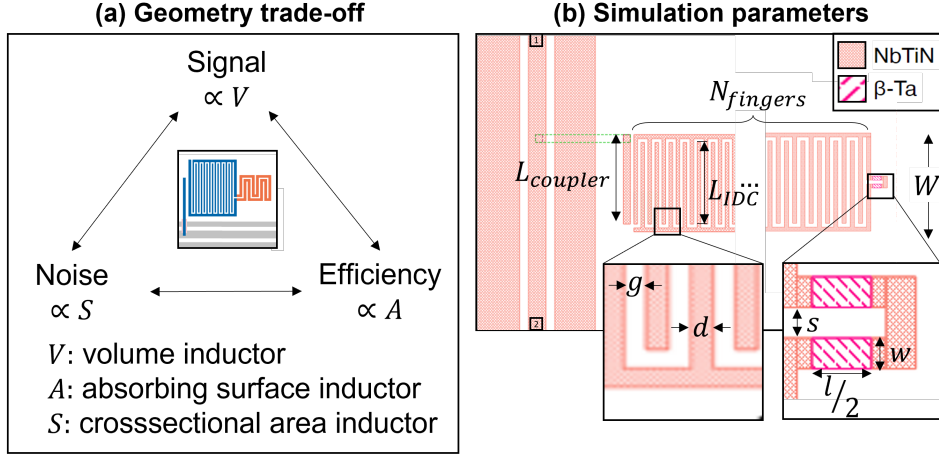 (a) Geometry trade-off
Signal
∝ V
Noise
∝ S
Efficiency
∝ A
V: volume inductor
A: absorbing surface inductor
S: crosssectional area inductor
(b) Simulation parameters
1
NbTiN
β-Ta
N_fingers
L_coupler
L_IDC
...
W
g
d
s
w
l/2
2